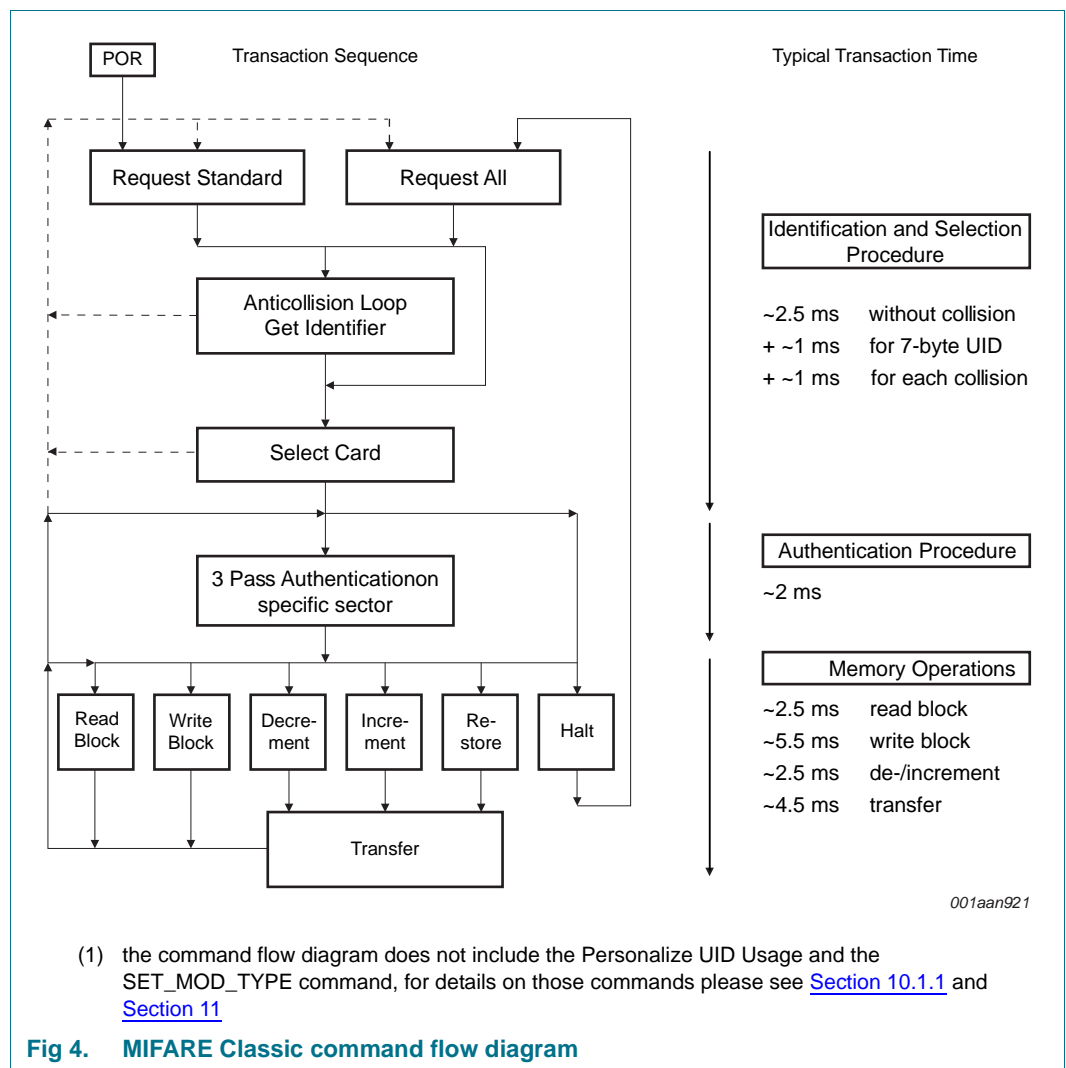 POR
Transaction Sequence
Typical Transaction Time
Request Standard
Request All
Identification and Selection
Procedure
Anticollision Loop
Get Identifier
~2.5 ms without collision
+ ~1 ms for 7-byte UID
+ ~1 ms for each collision
Select Card
Authentication Procedure
3 Pass Authenticationon
specific sector
~2 ms
Memory Operations
Read
Block
Write
Block
Decre-
ment
Incre-
ment
Re-
store
Halt
~2.5 ms read block
~5.5 ms write block
~2.5 ms de-/increment
~4.5 ms transfer
Transfer
001aan921
(1) the command flow diagram does not include the Personalize UID Usage and the
SET_MOD_TYPE command, for details on those commands please see Section 10.1.1 and
Section 11
Fig 4. MIFARE Classic command flow diagram